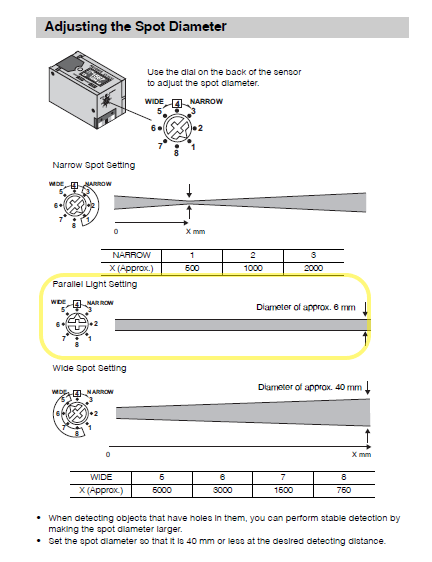 Adjusting the Spot Diameter
Use the dial on the back of the sensor
to adjust the spot diameter.
WIDE 4 NARROW
5 3
6 2
7 1
8
Narrow Spot Setting
WIDE 4 NARROW
5 3
6 2
7 1
8
0 X mm
NARROW 1 2 3
X (Approx.) 500 1000 2000
Parallel Light Setting
WIDE 4 NARROW
5 3
6 2
7 1
8
Diameter of approx. 6 mm
Wide Spot Setting
WIDE 4 NARROW
5 3
6 2
7 1
8
Diameter of approx. 40 mm
0 X mm
WIDE 5 6 7 8
X (Approx.) 5000 3000 1500 750
• When detecting objects that have holes in them, you can perform stable detection by
making the spot diameter larger.
• Set the spot diameter so that it is 40 mm or less at the desired detecting distance.